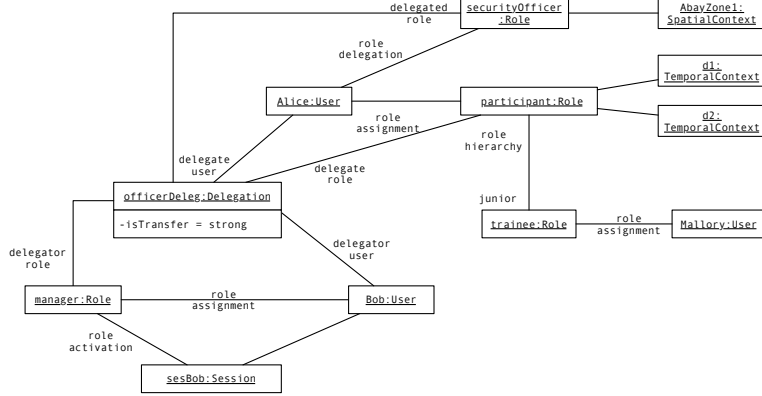 delegated
role
securityOfficer
:Role
AbayZone1:
SpatialContext
role
delegation
d1:
TemporalContext
Alice:User
participant:Role
role
assignment
d2:
TemporalContext
role
hierarchy
delegate
user
delegate
role
officerDeleg:Delegation
-isTransfer = strong
junior
trainee:Role
role
assignment
Mallory:User
delegator
role
delegator
user
manager:Role
role
assignment
Bob:User
role
activation
sesBob:Session